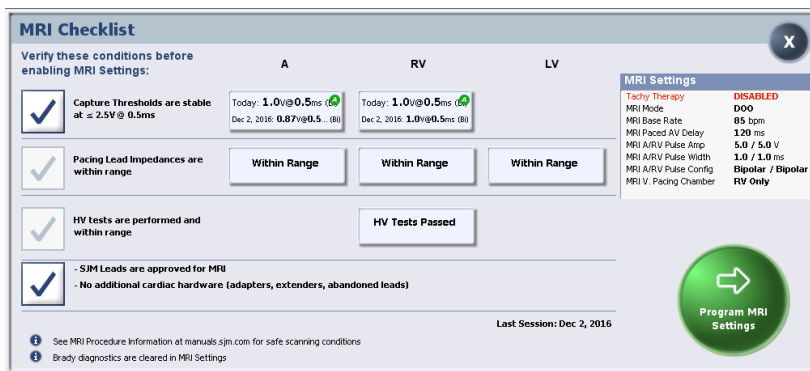 MRI Checklist
X
Verify these conditions before
enabling MRI Settings:
A
RV
LV
Capture Thresholds are stable
at ≤ 2.5V @ 0.5ms
Today: 1.0V@0.5ms
Dec 2, 2016: 0.87V@0.5... (Bi)
Today: 1.0V@0.5ms
Dec 2, 2016: 1.0V@0.5ms (Bi)
Pacing Lead Impedances are
within range
Within Range
Within Range
Within Range
HV tests are performed and
within range
HV Tests Passed
- SJM Leads are approved for MRI
- No additional cardiac hardware (adapters, extenders, abandoned leads)
Last Session: Dec 2, 2016
See MRI Procedure Information at manuals.sjm.com for safe scanning conditions
Brady diagnostics are cleared in MRI Settings
MRI Settings
Tachy Therapy DISABLED
MRI Mode DOO
MRI Base Rate 85 bpm
MRI Paced AV Delay 120 ms
MRI A/RV Pulse Amp 5.0 / 5.0 V
MRI A/RV Pulse Width 1.0 / 1.0 ms
MRI A/RV Pulse Config Bipolar / Bipolar
MRI V. Pacing Chamber RV Only
Program MRI
Settings